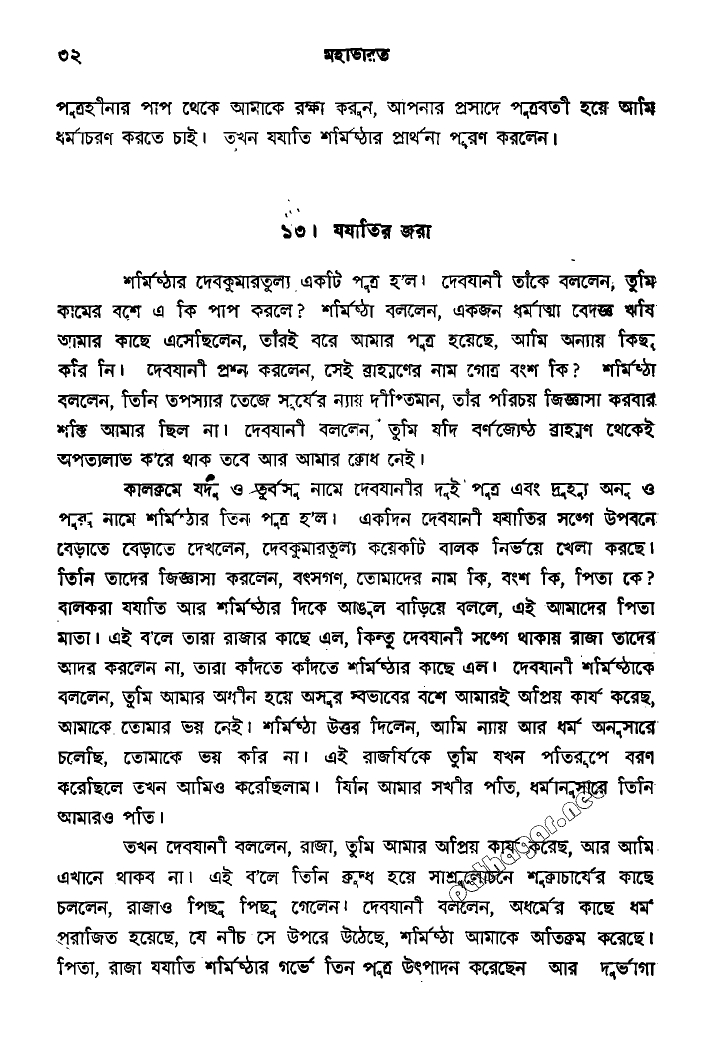 ৩২ মহাভারত
পুত্রহীনার পাপ থেকে আমাকে রক্ষা করুন, আপনার প্রসাদে পুত্রবতী হয়ে আমি
ধর্মাচরণ করতে চাই। তখন যযাতি শর্মিষ্ঠার প্রার্থনা পূরণ করলেন।
১৩। যযাতির জরা
শর্মিষ্ঠার দেবকুমারতুল্য একটি পুত্র হ’ল। দেবযানী তাঁকে বললেন, তুমি
কামের বশে এ কি পাপ করলে? শর্মিষ্ঠা বললেন, একজন ধর্মাত্মা বেদজ্ঞ ঋষি
আমার কাছে এসেছিলেন, তাঁরই বরে আমার পুত্র হয়েছে, আমি অন্যায় কিছু
করি নি। দেবযানী প্রশ্ন করলেন, সেই ব্রাহ্মণের নাম গোত্র বংশ কি? শর্মিষ্ঠা
বললেন, তিনি তপস্যার তেজে সূর্যের ন্যায় দীপ্তিমান, তাঁর পরিচয় জিজ্ঞাসা করবার
শক্তি আমার ছিল না। দেবযানী বললেন, তুমি যদি বর্ণজ্যেষ্ঠ ব্রাহ্মণ থেকেই
অপত্যলাভ ক’রে থাক তবে আর আমার ক্রোধ নেই।
কালক্রমে যদু ও তুর্বসু নামে দেবযানীর দুই পুত্র এবং দ্রুহ্যু অনু ও
পুরু নামে শর্মিষ্ঠার তিন পুত্র হ’ল। একদিন দেবযানী যযাতির সঙ্গে উপবনে
বেড়াতে বেড়াতে দেখলেন, দেবকুমারতুল্য কয়েকটি বালক নির্ভয়ে খেলা করছে।
তিনি তাদের জিজ্ঞাসা করলেন, বৎসগণ, তোমাদের নাম কি, বংশ কি, পিতা কে?
বালকরা যযাতি আর শর্মিষ্ঠার দিকে আঙুল বাড়িয়ে বললে, এই আমাদের পিতা
মাতা। এই ব’লে তারা রাজার কাছে এল, কিন্তু দেবযানী সঙ্গে থাকায় রাজা তাদের
আদর করলেন না, তারা কাঁদতে কাঁদতে শর্মিষ্ঠার কাছে এল। দেবযানী শর্মিষ্ঠাকে
বললেন, তুমি আমার অধীন হয়ে অসুর স্বভাবের বশে আমারই অপ্রিয় কার্য করেছ,
আমাকে তোমার ভয় নেই। শর্মিষ্ঠা উত্তর দিলেন, আমি ন্যায় আর ধর্ম অনুসারে
চলেছি, তোমাকে ভয় করি না। এই রাজর্ষিকে তুমি যখন পতিরূপে বরণ
করেছিলে তখন আমিও করেছিলাম। যিনি আমার সখীর পতি, ধর্মানুসারে তিনি
আমারও পতি।
তখন দেবযানী বললেন, রাজা, তুমি আমার অপ্রিয় কার্য করেছ, আর আমি
এখানে থাকব না। এই ব’লে তিনি ক্রুদ্ধ হয়ে সাশ্রুলোচনে শুক্রাচার্যের কাছে
চললেন, রাজাও পিছু পিছু গেলেন। দেবযানী বললেন, অধর্মের কাছে ধর্ম
পরাজিত হয়েছে, যে নীচ সে উপরে উঠেছে, শর্মিষ্ঠা আমাকে অতিক্রম করেছে।
পিতা, রাজা যযাতি শর্মিষ্ঠার গর্ভে তিন পুত্র উৎপাদন করেছেন আর দুর্ভাগা
pathagar.net